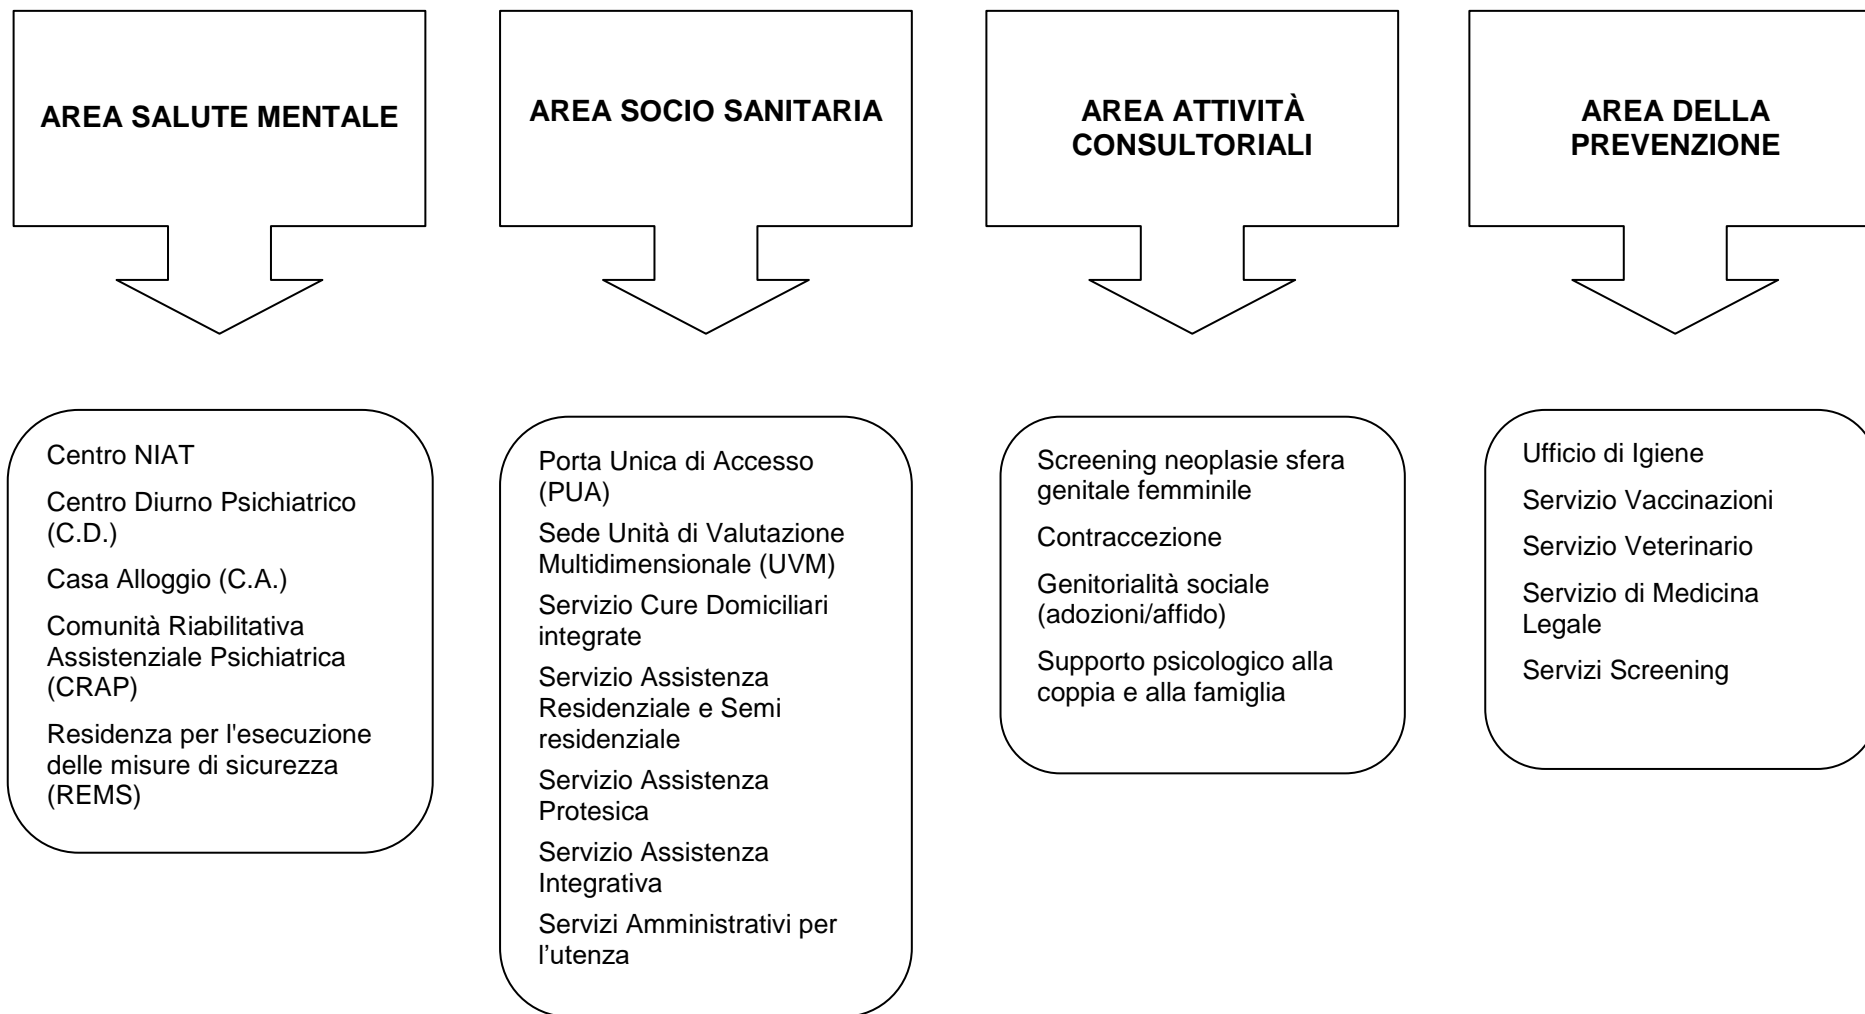 AREA SALUTE MENTALE
Centro NIAT
Centro Diurno Psichiatrico
(C.D.)
Casa Alloggio (C.A.)
Comunità Riabilitativa
Assistenziale Psichiatrica
(CRAP)
Residenza per l'esecuzione
delle misure di sicurezza
(REMS)
AREA SOCIO SANITARIA
Porta Unica di Accesso
(PUA)
Sede Unità di Valutazione
Multidimensionale (UVM)
Servizio Cure Domiciliari
integrate
Servizio Assistenza
Residenziale e Semi
residenziale
Servizio Assistenza
Protesica
Servizio Assistenza
Integrativa
Servizi Amministrativi per
l’utenza
AREA ATTIVITÀ
CONSULTORIALI
Screening neoplasie sfera
genitale femminile
Contraccezione
Genitorialità sociale
(adozioni/affido)
Supporto psicologico alla
coppia e alla famiglia
AREA DELLA
PREVENZIONE
Ufficio di Igiene
Servizio Vaccinazioni
Servizio Veterinario
Servizio di Medicina
Legale
Servizi Screening